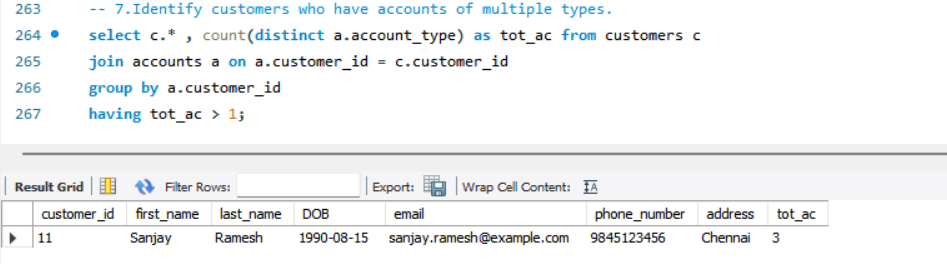 263 -- 7.Identify customers who have accounts of multiple types.
264 select c.* , count(distinct a.account_type) as tot_ac from customers c
265 join accounts a on a.customer_id = c.customer_id
266 group by a.customer_id
267 having tot_ac > 1;
Result Grid Filter Rows: Export: Wrap Cell Content: IA
customer_id first_name last_name DOB email phone_number address tot_ac
11 Sanjay Ramesh 1990-08-15 sanjay.ramesh@example.com 9845123456 Chennai 3